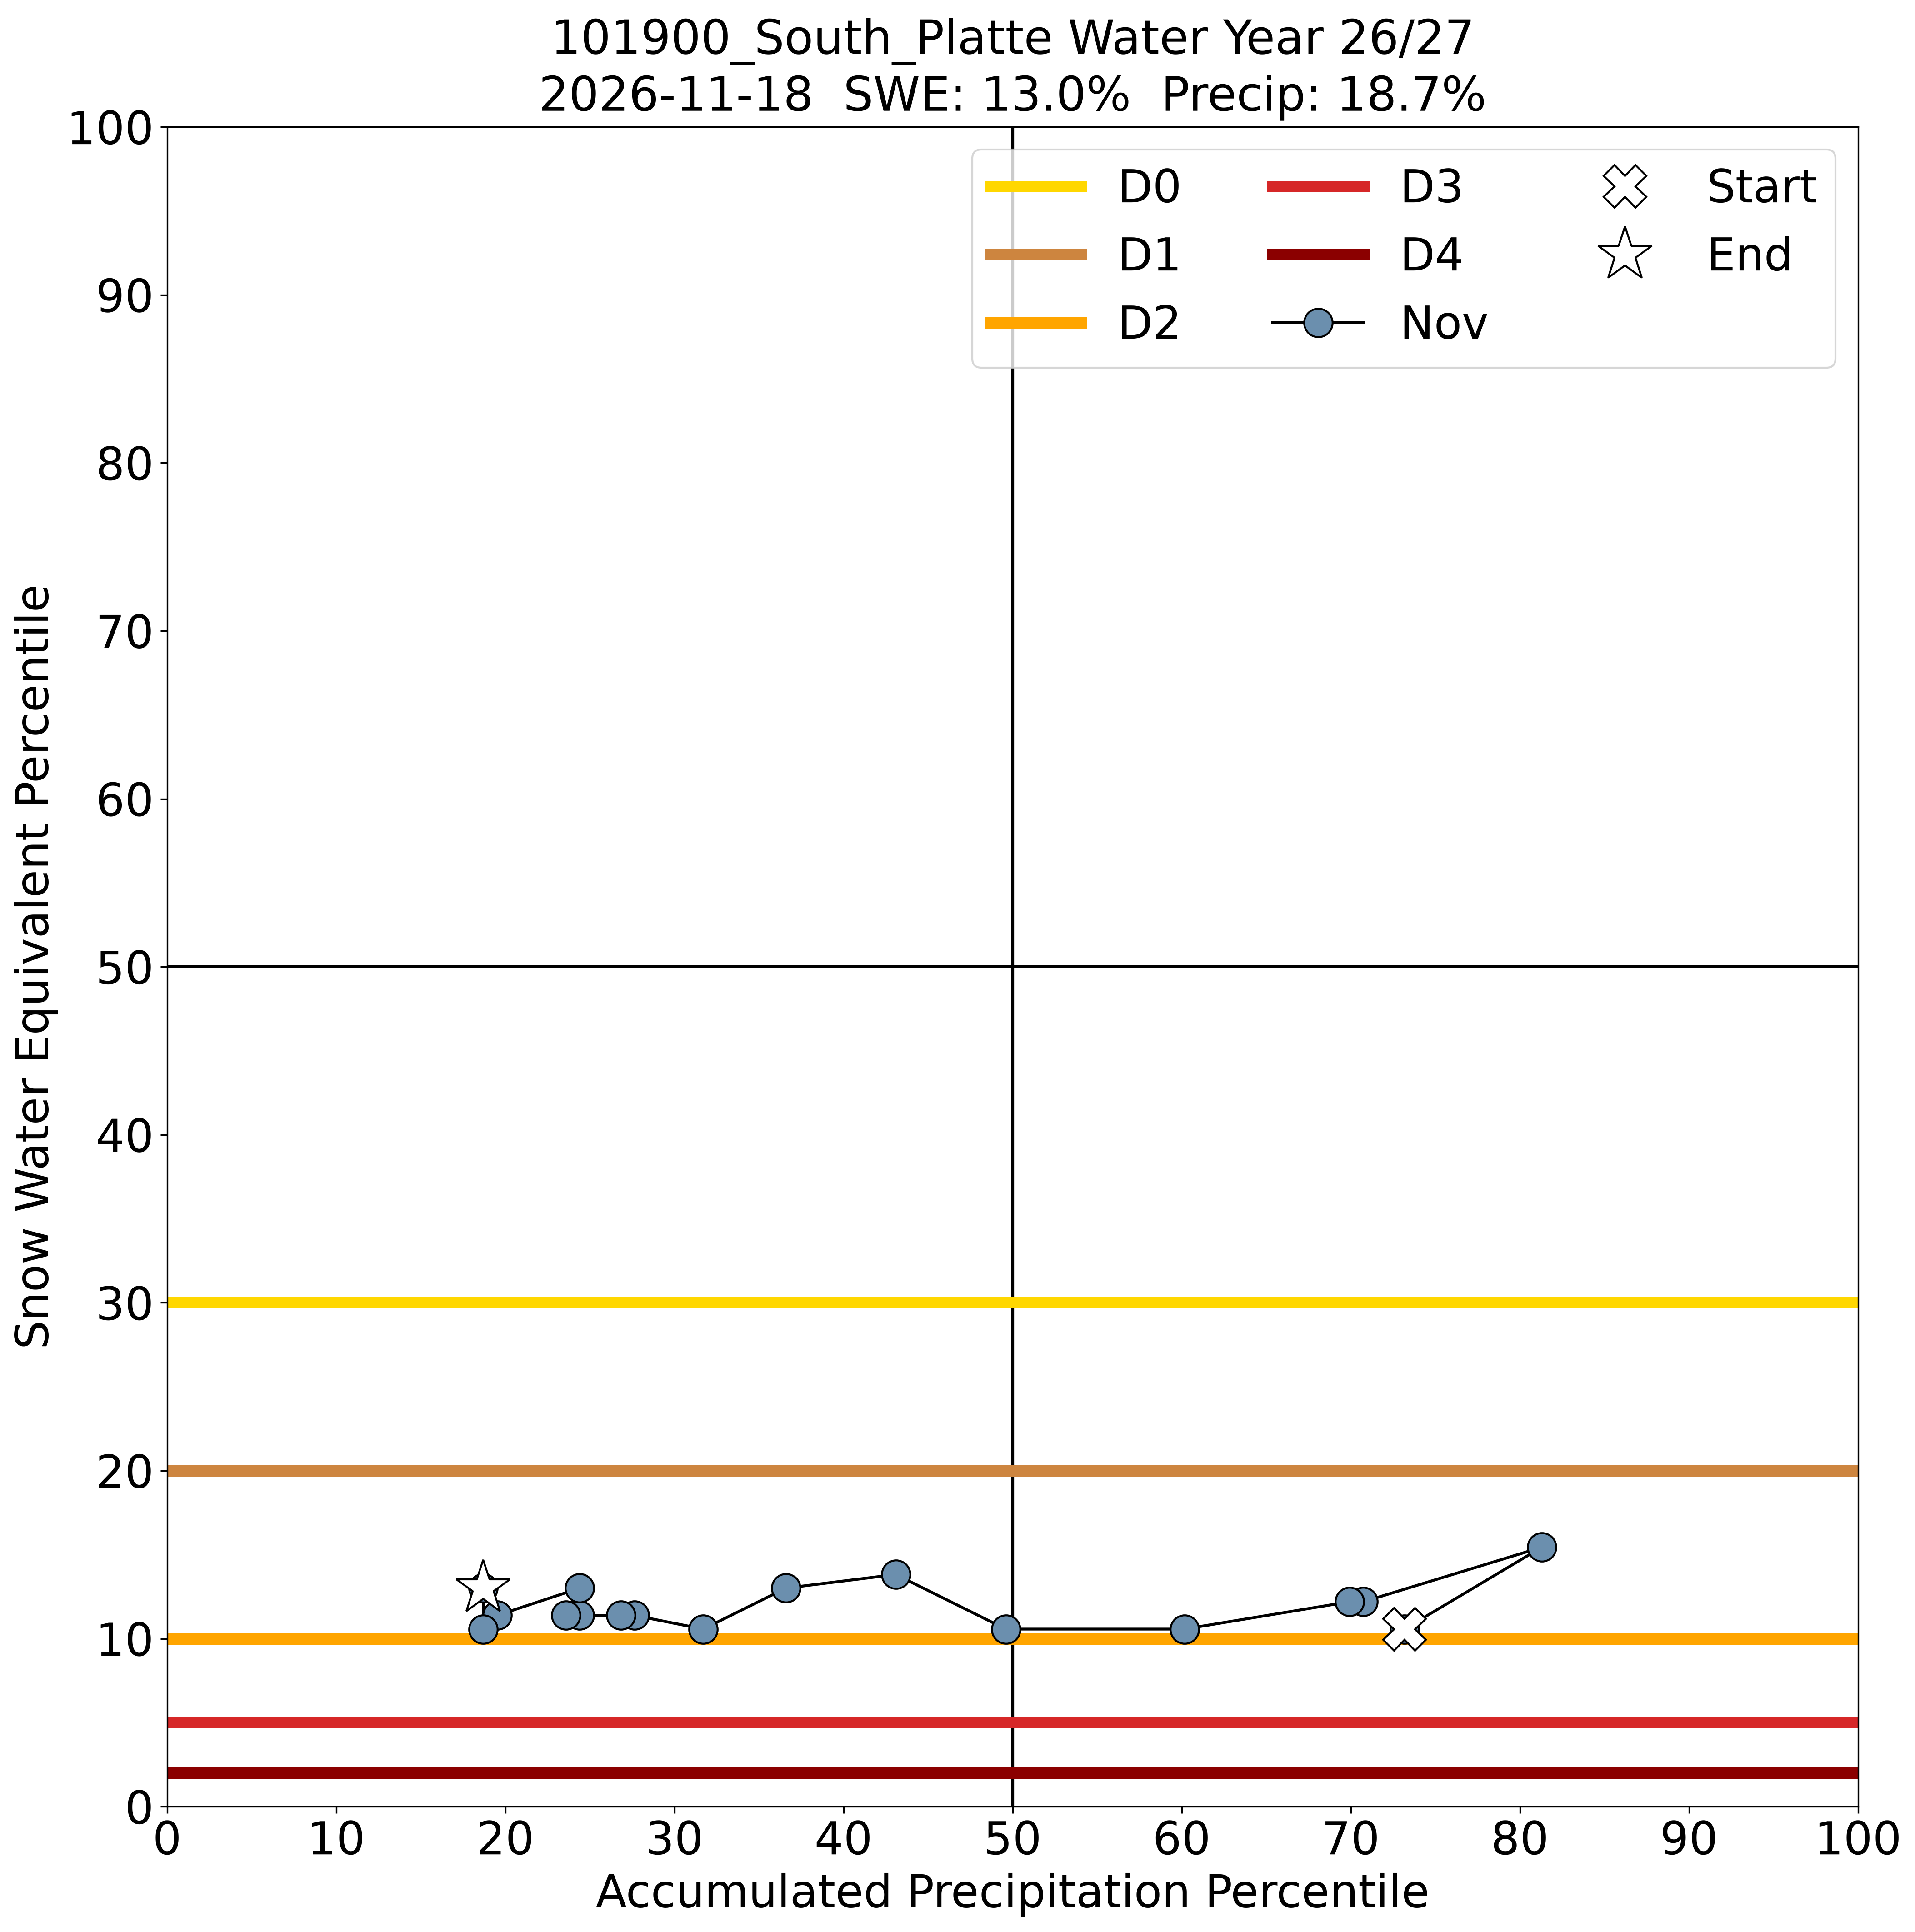 101900_South_Platte Water Year 26/27
2026-11-18  SWE: 13.0%  Precip: 18.7%
D0
D1
D2
D3
D4
Nov
Start
End
Snow Water Equivalent Percentile
100
90
80
70
60
50
40
30
20
10
0
0 10 20 30 40 50 60 70 80 90 100
Accumulated Precipitation Percentile